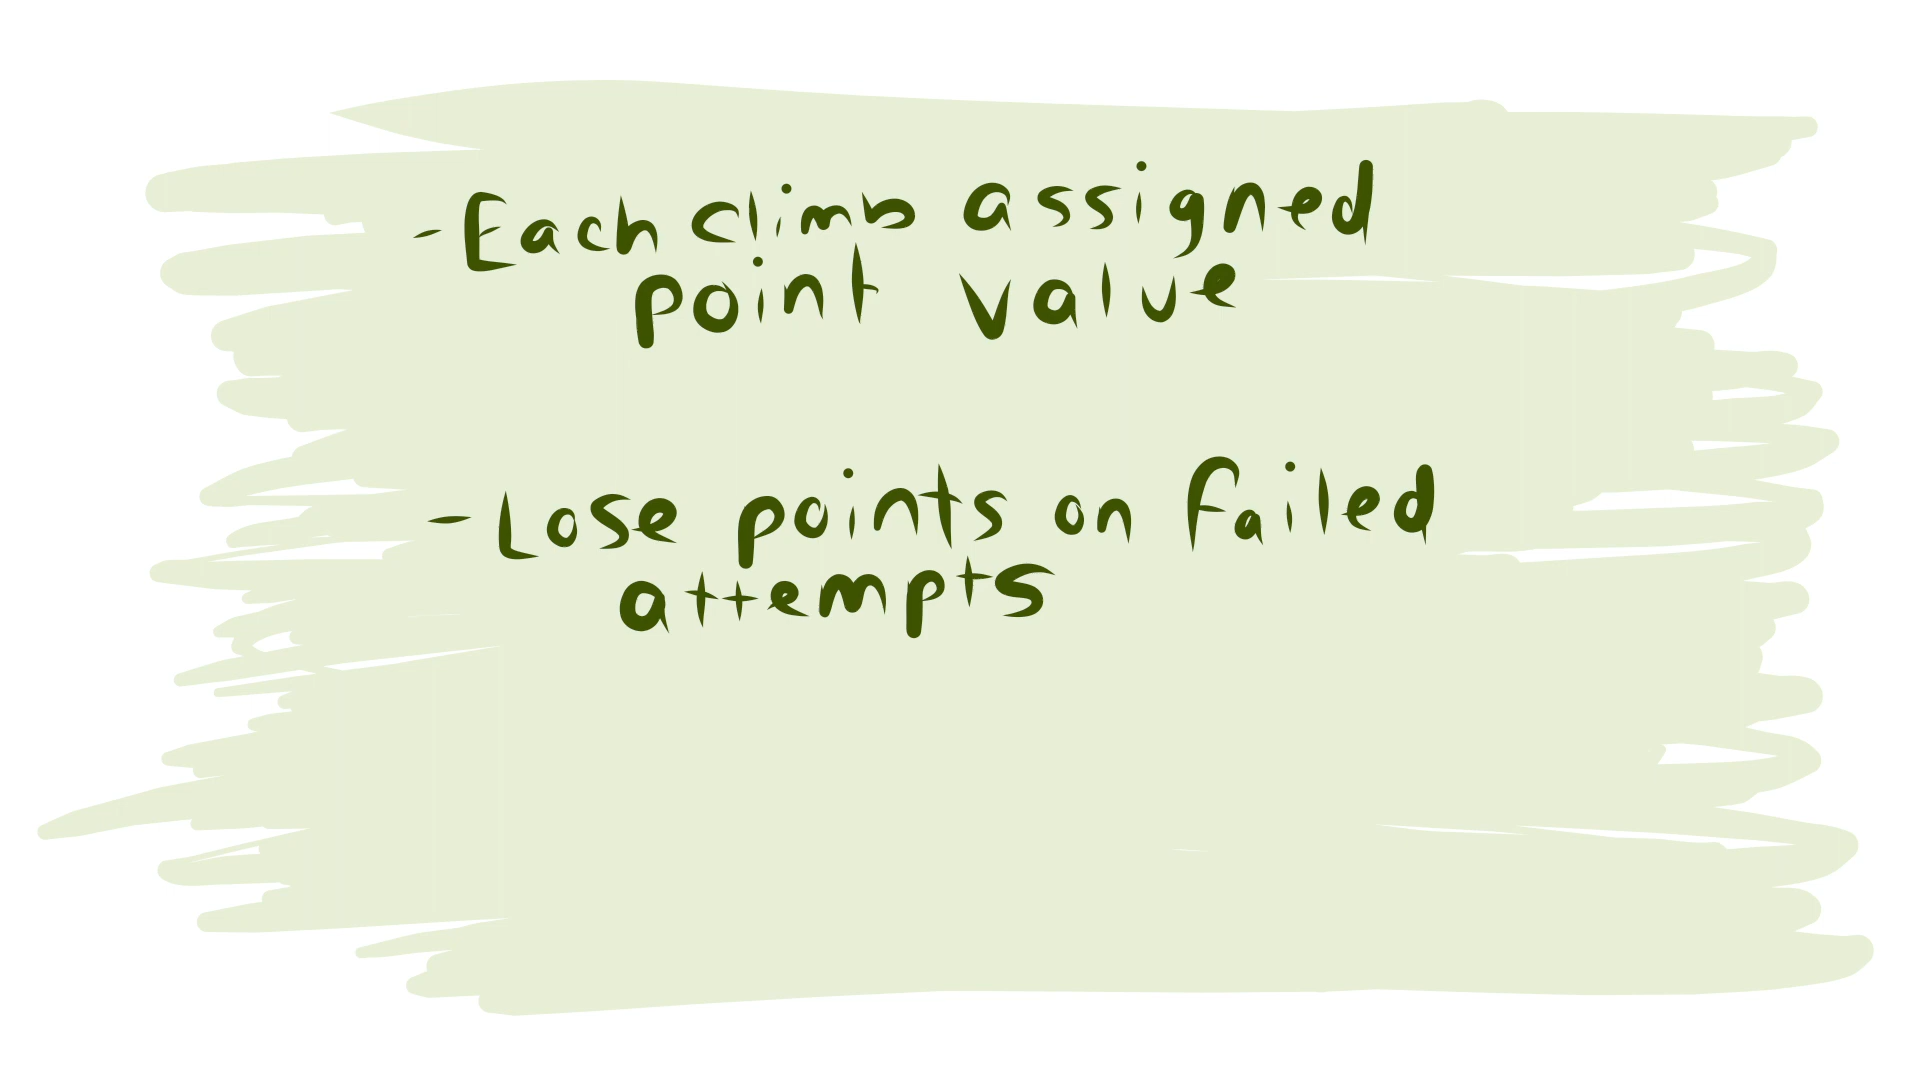 -Each climb assigned
point value
-Lose points on failed
attempts